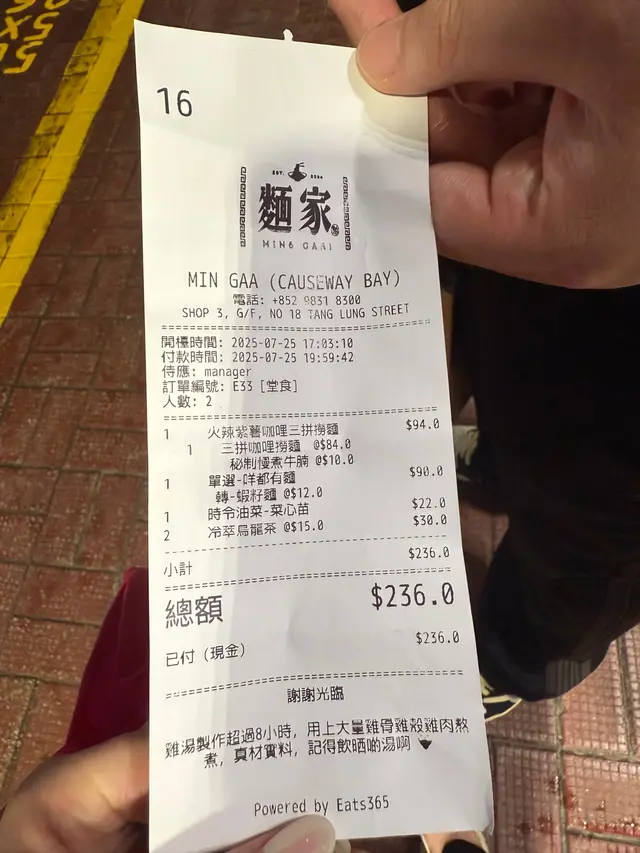 16
EST. 2024
麵家
MING GAA
MIN GAA (CAUSEWAY BAY)
電話: +852 9831 8300
SHOP 3, G/F, NO 18 TANG LUNG STREET
開檯時間: 2025-07-25 17:03:10
付款時間: 2025-07-25 19:59:42
侍應: manager
訂單編號: E33 [堂食]
人數: 2
1 火辣紫薯咖哩三拼撈麵 $94.0
1 三拼咖哩撈麵 @$84.0
秘制慢煮牛腩 @$10.0
1 單選-咩都有麵 $90.0
轉-蝦籽麵 @$12.0
1 時令油菜-菜心苗 $22.0
2 冷萃烏龍茶 @$15.0 $30.0
小計 $236.0
總額 $236.0
已付 (現金) $236.0
謝謝光臨
雞湯製作超過8小時, 用上大量雞骨雞殼雞肉熬
煮, 真材實料, 記得飲晒啲湯啊
Powered by Eats365